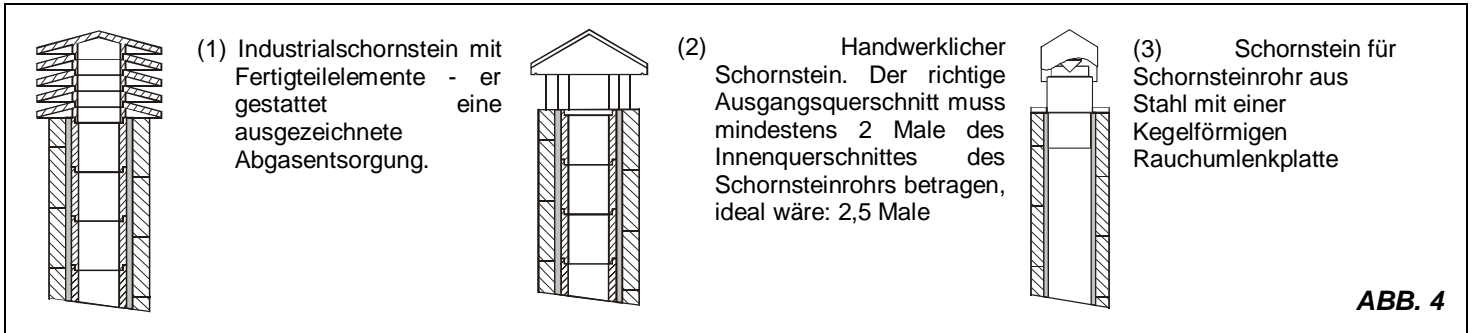 (1) Industrialschornstein mit
Fertigteilelemente - er
gestattet eine
ausgezeichnete
Abgasentsorgung.
(2) Handwerklicher
Schornstein. Der richtige
Ausgangsquerschnitt muss
mindestens 2 Male des
Innenquerschnittes des
Schornsteinrohrs betragen,
ideal wäre: 2,5 Male
(3) Schornstein für
Schornsteinrohr aus
Stahl mit einer
Kegelförmigen
Rauchumlenkplatte
ABB. 4